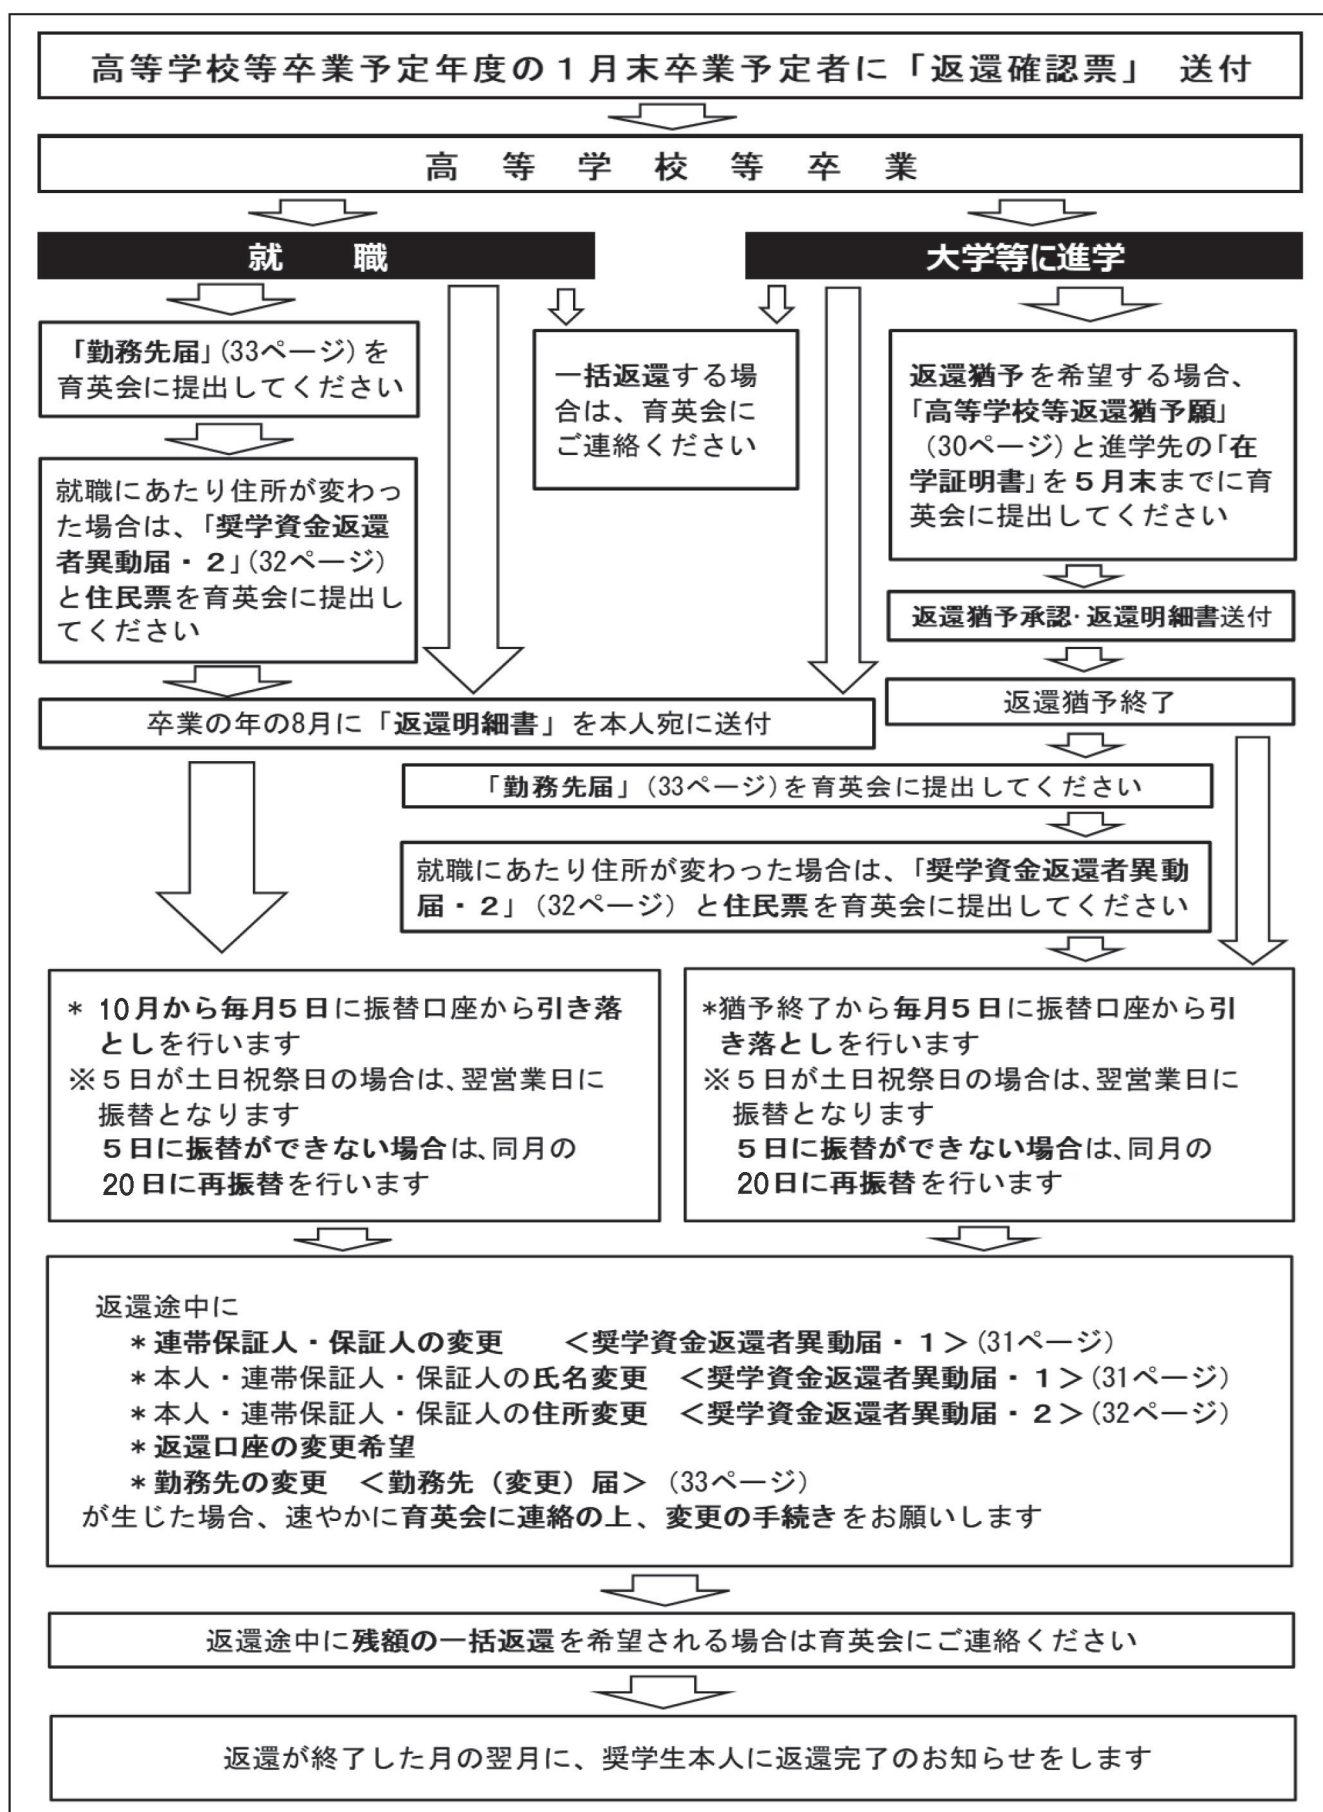 高等学校等卒業予定年度の１月末卒業予定者に「返還確認票」　送付
高　等　学　校　等　卒　業
就　職
大学等に進学
「勤務先届」(33ページ)を
育英会に提出してください
就職にあたり住所が変わっ
た場合は、「奨学資金返還
者異動届・２」(32ページ)
と住民票を育英会に提出し
てください
一括返還する場
合は、育英会に
ご連絡ください
返還猶予を希望する場合、
「高等学校等返還猶予願」
(30ページ)と進学先の「在
学証明書」を５月末までに育
英会に提出してください
返還猶予承認・返還明細書送付
返還猶予終了
卒業の年の8月に「返還明細書」を本人宛に送付
「勤務先届」(33ページ)を育英会に提出してください
就職にあたり住所が変わった場合は、「奨学資金返還者異動
届・２」(32ページ) と住民票を育英会に提出してください
* 10月から毎月５日に振替口座から引き落
としを行います
※５日が土日祝祭日の場合は、翌営業日に
振替となります
５日に振替ができない場合は、同月の
20日に再振替を行います
*猶予終了から毎月５日に振替口座から引
き落としを行います
※５日が土日祝祭日の場合は、翌営業日に
振替となります
５日に振替ができない場合は、同月の
20日に再振替を行います
返還途中に
＊連帯保証人・保証人の変更　　＜奨学資金返還者異動届・１＞(31ページ)
＊本人・連帯保証人・保証人の氏名変更　＜奨学資金返還者異動届・１＞(31ページ)
＊本人・連帯保証人・保証人の住所変更　＜奨学資金返還者異動届・２＞(32ページ)
＊返還口座の変更希望
＊勤務先の変更　＜勤務先（変更）届＞ (33ページ)
が生じた場合、速やかに育英会に連絡の上、変更の手続きをお願いします
返還途中に残額の一括返還を希望される場合は育英会にご連絡ください
返還が終了した月の翌月に、奨学生本人に返還完了のお知らせをします